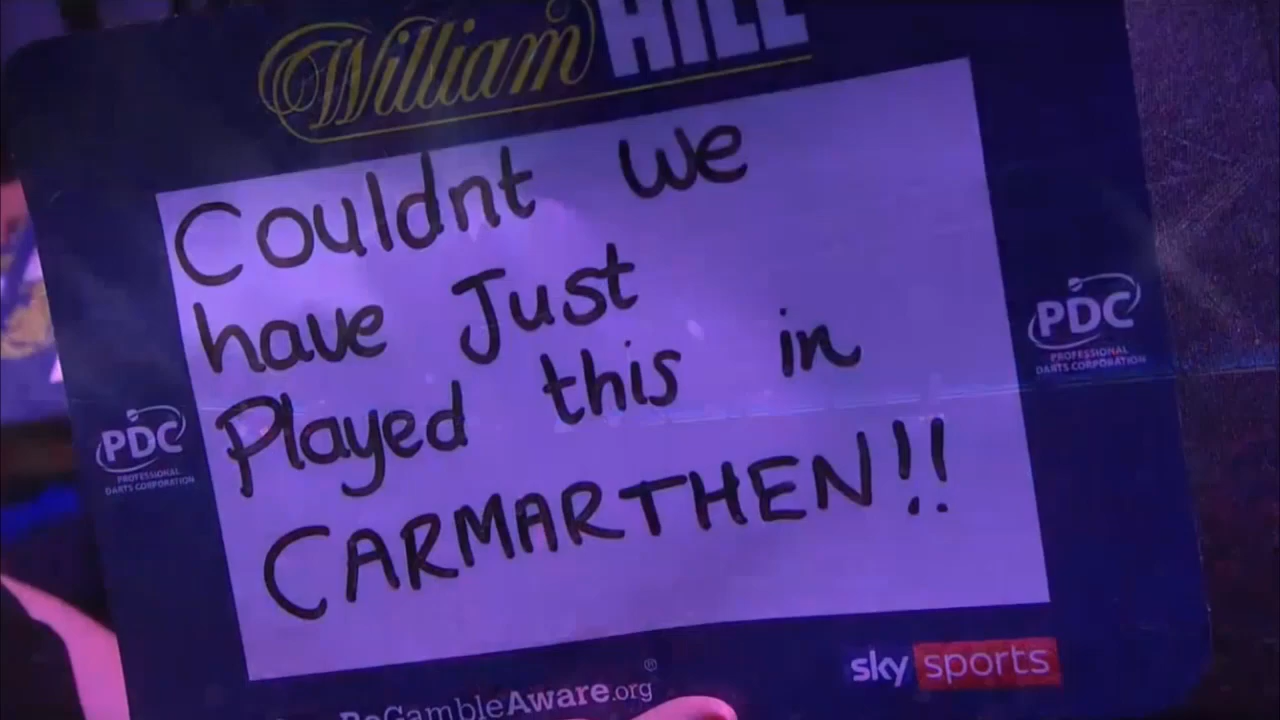 William HILL
Couldnt we
have Just
Played this in
CARMARTHEN!!
PDC
PROFESSIONAL
DARTS CORPORATION
PDC
PROFESSIONAL
DARTS CORPORATION
sky sports
BeGambleAware.org®